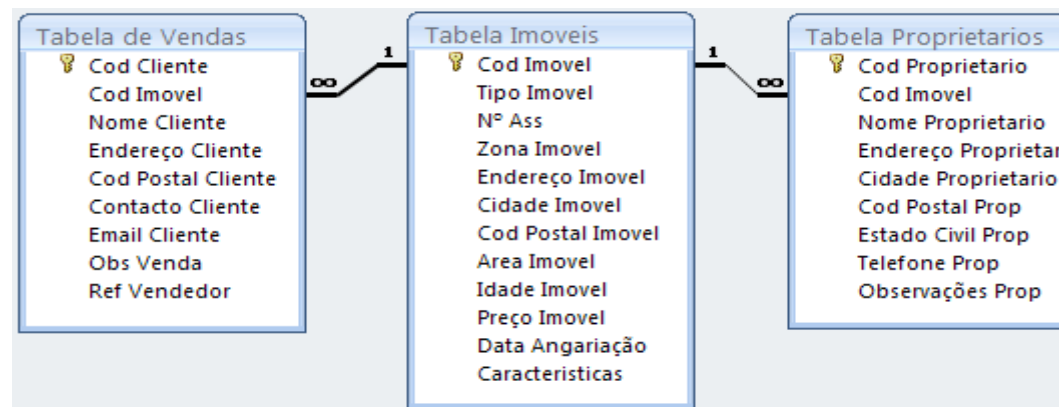 Tabela de Vendas
Cod Cliente
Cod Imovel
Nome Cliente
Endereço Cliente
Cod Postal Cliente
Contacto Cliente
Email Cliente
Obs Venda
Ref Vendedor
∞
1
Tabela Imoveis
Cod Imovel
Tipo Imovel
Nº Ass
Zona Imovel
Endereço Imovel
Cidade Imovel
Cod Postal Imovel
Area Imovel
Idade Imovel
Preço Imovel
Data Angariação
Caracteristicas
1
∞
Tabela Proprietarios
Cod Proprietario
Cod Imovel
Nome Proprietario
Endereço Proprietar
Cidade Proprietario
Cod Postal Prop
Estado Civil Prop
Telefone Prop
Observações Prop